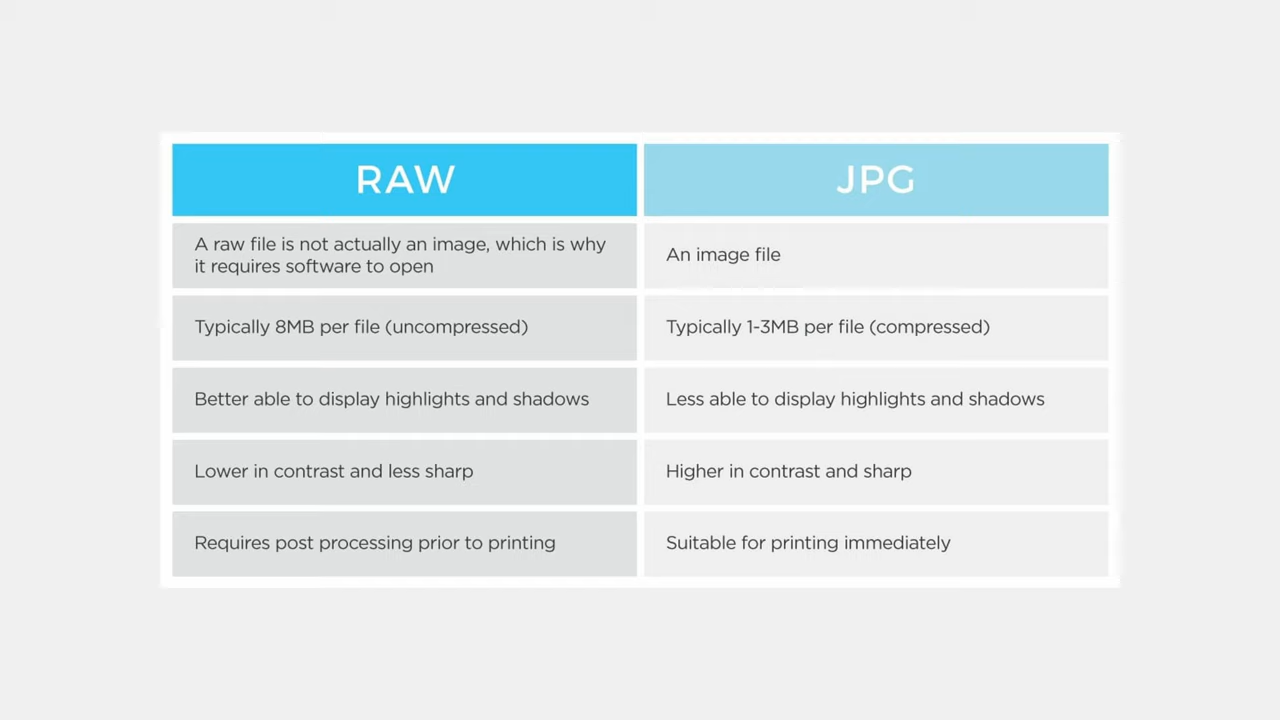 RAW
JPG
A raw file is not actually an image, which is why
it requires software to open
An image file
Typically 8MB per file (uncompressed)
Typically 1-3MB per file (compressed)
Better able to display highlights and shadows
Less able to display highlights and shadows
Lower in contrast and less sharp
Higher in contrast and sharp
Requires post processing prior to printing
Suitable for printing immediately